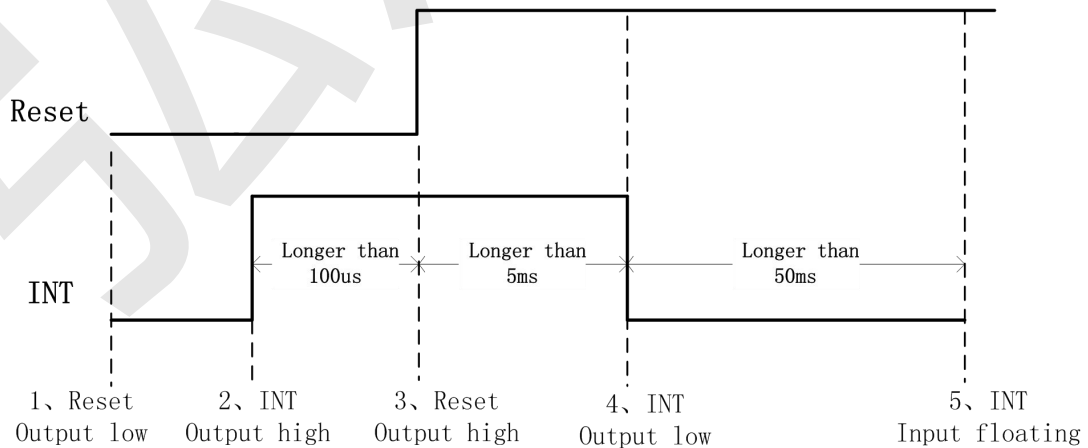 Reset
Longer than
100us
Longer than
5ms
Longer than
50ms
INT
1、Reset
Output low
2、INT
Output high
3、Reset
Output high
4、INT
Output low
5、INT
Input floating